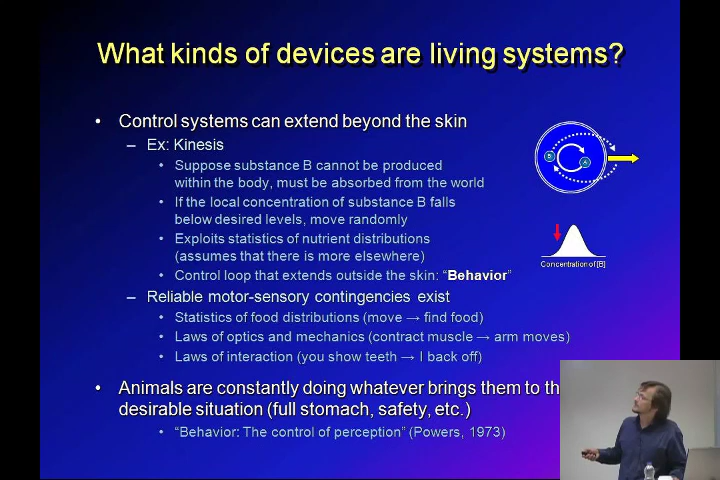 What kinds of devices are living systems?
• Control systems can extend beyond the skin
– Ex: Kinesis
• Suppose substance B cannot be produced
within the body, must be absorbed from the world
• If the local concentration of substance B falls
below desired levels, move randomly
• Exploits statistics of nutrient distributions
(assumes that there is more elsewhere)
• Control loop that extends outside the skin: “Behavior”
– Reliable motor-sensory contingencies exist
• Statistics of food distributions (move → find food)
• Laws of optics and mechanics (contract muscle → arm moves)
• Laws of interaction (you show teeth → I back off)
• Animals are constantly doing whatever brings them to
desirable situation (full stomach, safety, etc.)
• “Behavior: The control of perception” (Powers, 1973)
B
A
Concentration of [B]